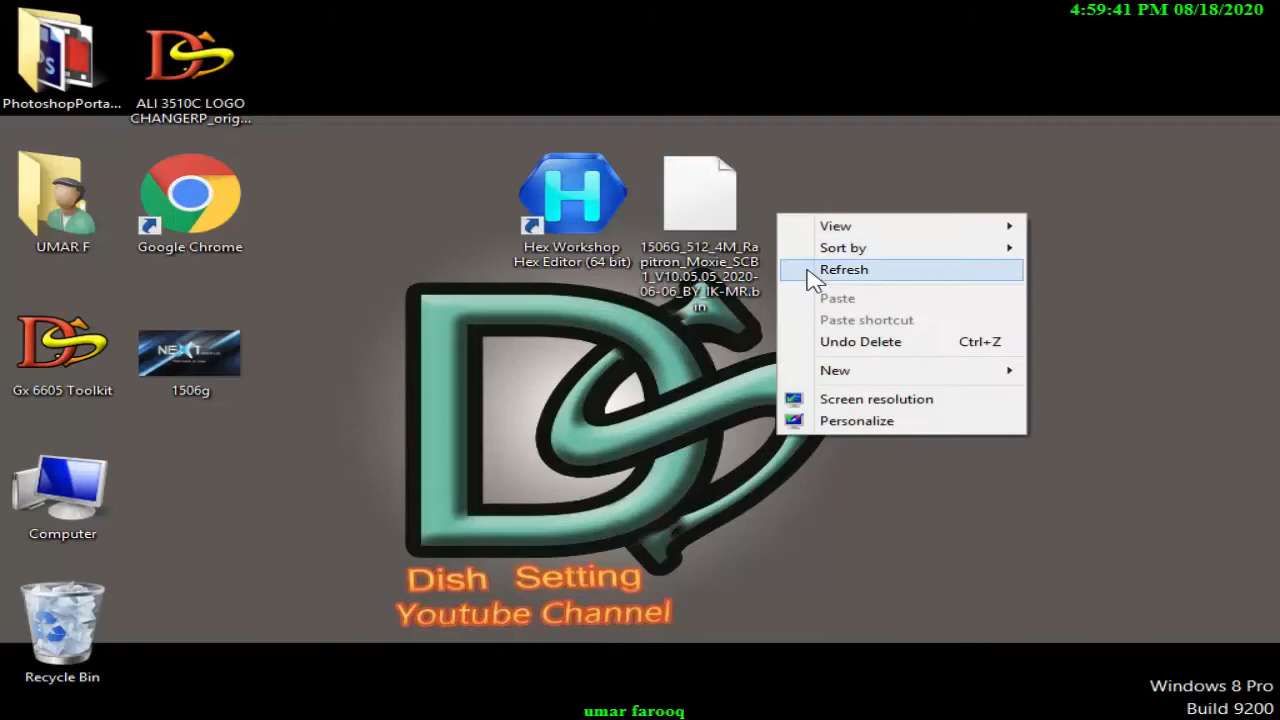 4:59:41 PM 08/18/2020
PhotoshopPorta...
ALI 3510C LOGO
CHANGERP_orig...
UMAR F
Google Chrome
Hex Workshop
Hex Editor (64 bit)
1506G_512_4M_Ra
pitron_Moxie_SCB
1_V10.05.05_2020-
06-06_BY_IK-MR.b
in
View
Sort by
Refresh
Paste
Paste shortcut
Undo Delete Ctrl+Z
New
Screen resolution
Personalize
Gx 6605 Toolkit
NEXT
1506g
Computer
Recycle Bin
DS
Dish Setting
Youtube Channel
Windows 8 Pro
Build 9200
umar farooq